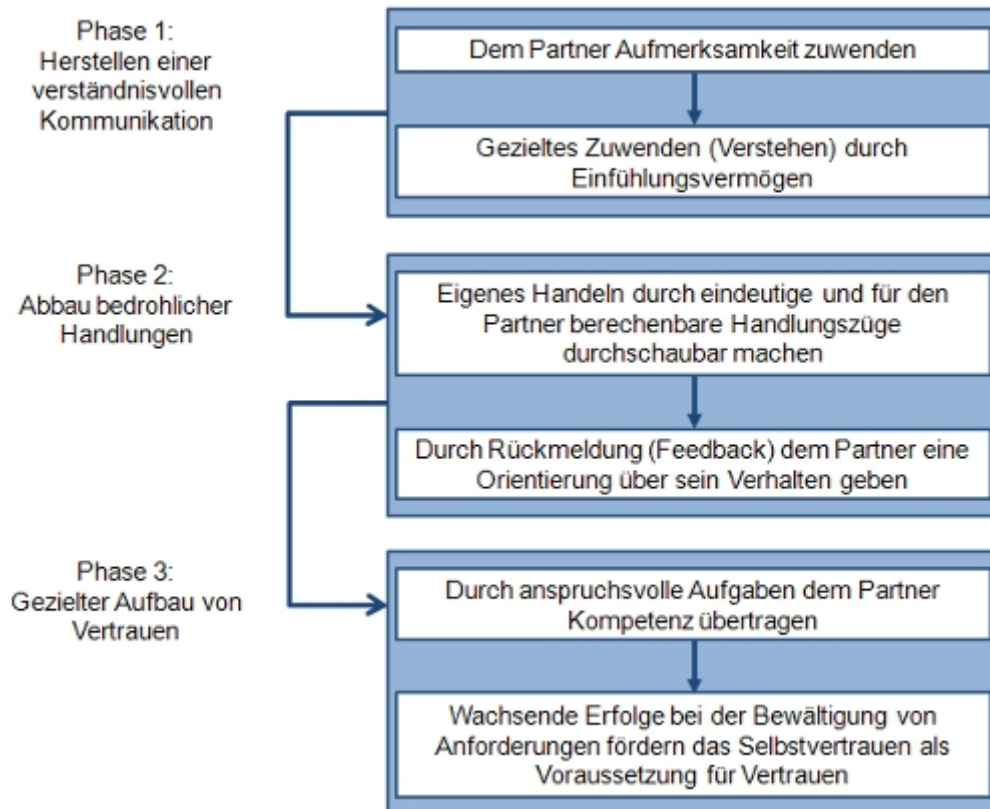 Phase 1:
Herstellen einer
verständnisvollen
Kommunikation
Dem Partner Aufmerksamkeit zuwenden
Gezieltes Zuwenden (Verstehen) durch
Einfühlungsvermögen
Phase 2:
Abbau bedrohlicher
Handlungen
Eigenes Handeln durch eindeutige und für den
Partner berechenbare Handlungszüge
durchschaubar machen
Durch Rückmeldung (Feedback) dem Partner eine
Orientierung über sein Verhalten geben
Phase 3:
Gezielter Aufbau von
Vertrauen
Durch anspruchsvolle Aufgaben dem Partner
Kompetenz übertragen
Wachsende Erfolge bei der Bewältigung von
Anforderungen fördern das Selbstvertrauen als
Voraussetzung für Vertrauen